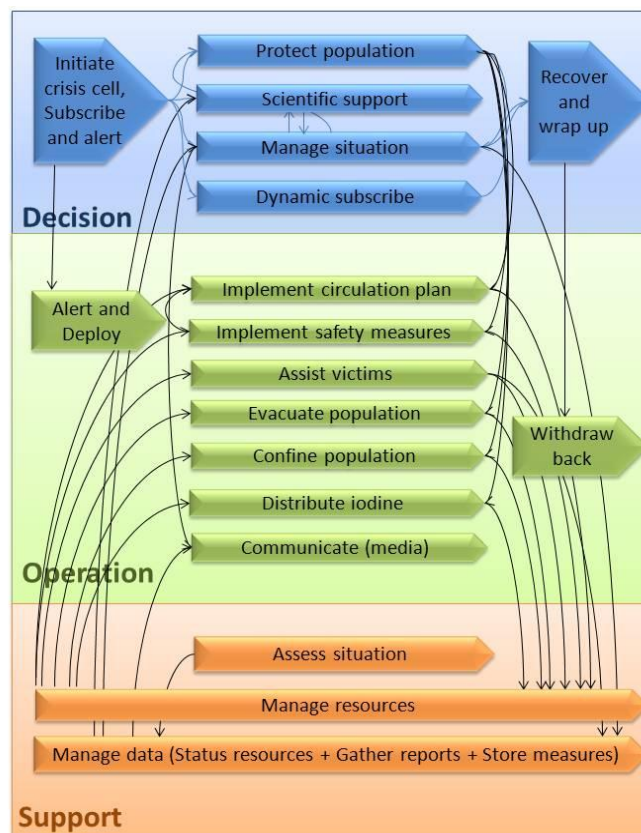 Initiate
crisis cell,
Subscribe
and alert
Protect population
Scientific support
Manage situation
Dynamic subscribe
Recover
and
wrap up
Decision
Alert and
Deploy
Implement circulation plan
Implement safety measures
Assist victims
Evacuate population
Confine population
Distribute iodine
Communicate (media)
Withdraw
back
Operation
Assess situation
Manage resources
Manage data (Status resources + Gather reports + Store measures)
Support